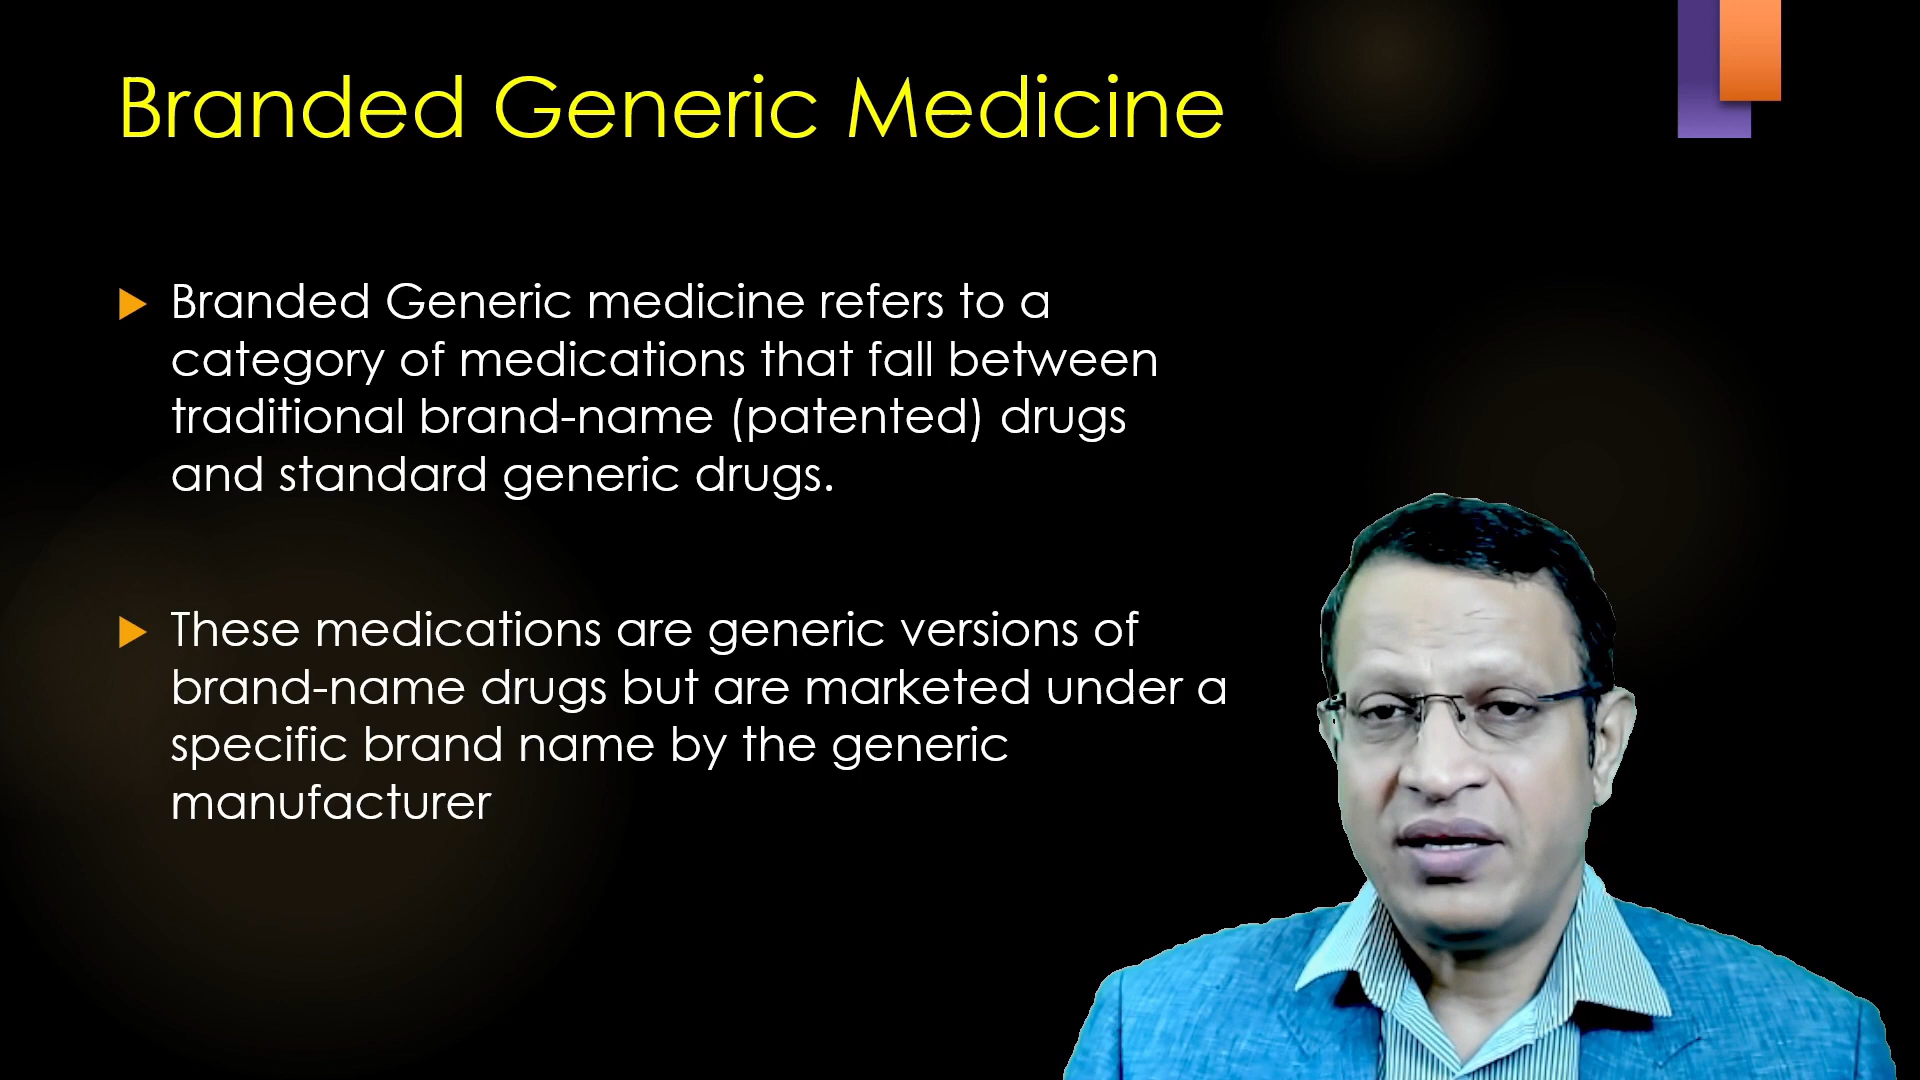 Branded Generic Medicine
Branded Generic medicine refers to a
category of medications that fall between
traditional brand-name (patented) drugs
and standard generic drugs.
These medications are generic versions of
brand-name drugs but are marketed under a
specific brand name by the generic
manufacturer